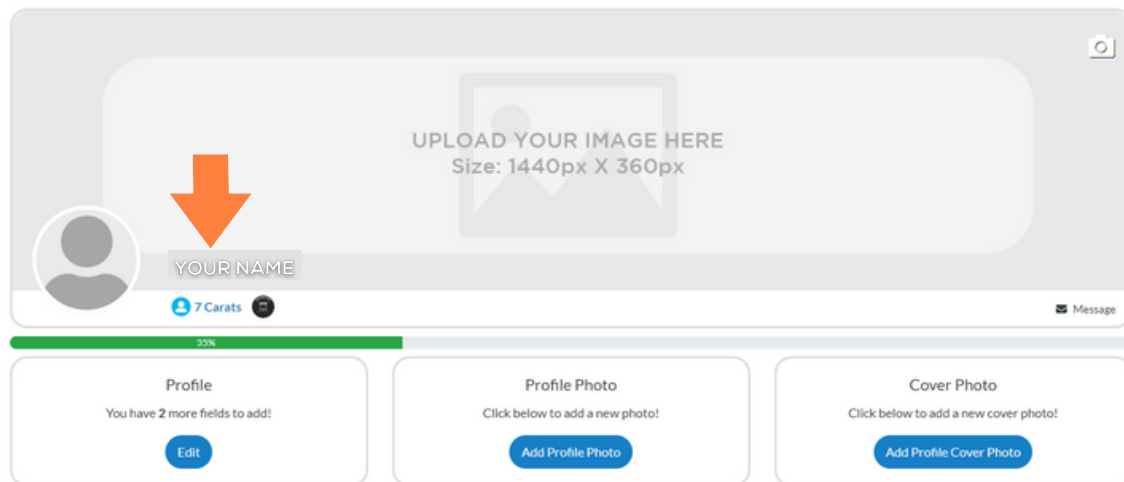 UPLOAD YOUR IMAGE HERE
Size: 1440px X 360px
YOUR NAME
7 Carats
Message
35%
Profile
You have 2 more fields to add!
Edit
Profile Photo
Click below to add a new photo!
Add Profile Photo
Cover Photo
Click below to add a new cover photo!
Add Profile Cover Photo